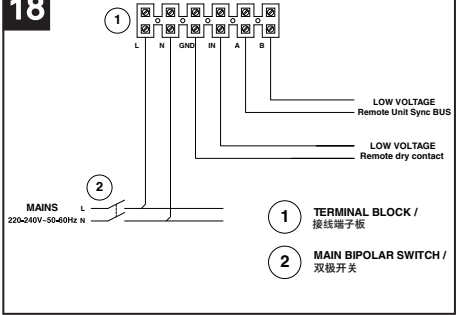 18
1
L N GND IN A B
LOW VOLTAGE
Remote Unit Sync BUS
LOW VOLTAGE
Remote dry contact
2
MAINS L
220-240V~50-60Hz N
1 TERMINAL BLOCK /
接线端子板
2 MAIN BIPOLAR SWITCH /
双极开关